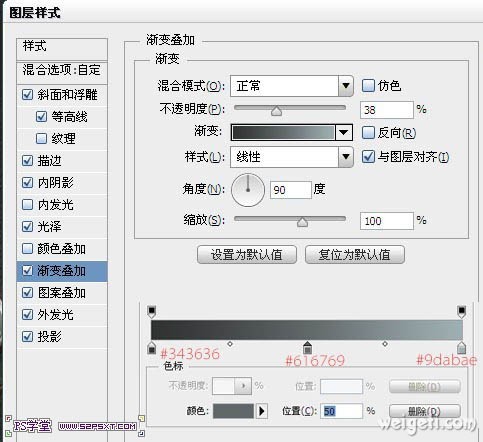 图层样式
样式
混合选项:自定
斜面和浮雕
等高线
纹理
描边
内阴影
内发光
光泽
颜色叠加
渐变叠加
图案叠加
外发光
投影
渐变叠加
渐变
混合模式(O): 正常 仿色
不透明度(P): 38 %
渐变: 反向(R)
样式(L): 线性 与图层对齐(I)
角度(N): 90 度
缩放(S): 100 %
设置为默认值 复位为默认值
#343636 #616769 #9dabae
色标
不透明度: % 位置: % 删除(D)
颜色: 位置(C): 50 % 删除(D)
PS学堂 WWW.52PSXT.COM
weigeti.com